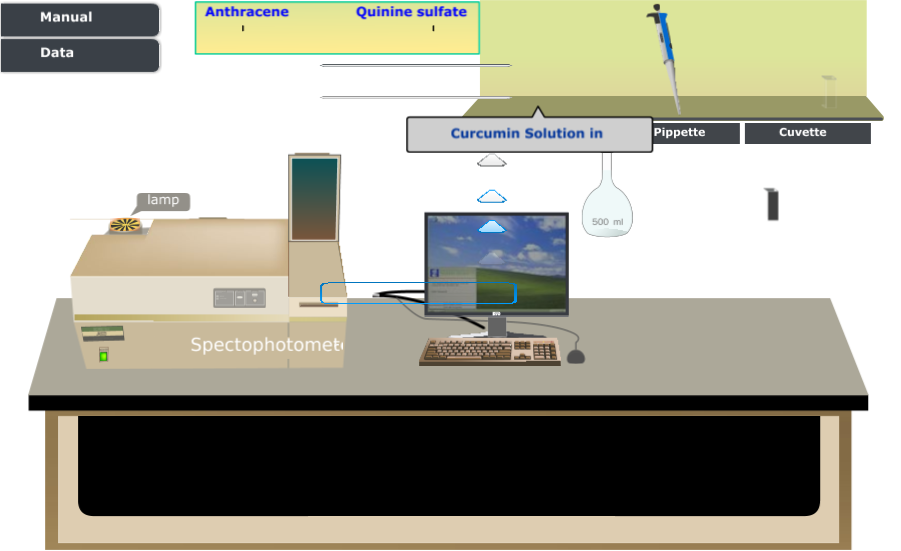 Manual
Data
Anthracene
Quinine sulfate
Curcumin Solution in
Pippette
Cuvette
lamp
500 ml
Spectophotomete